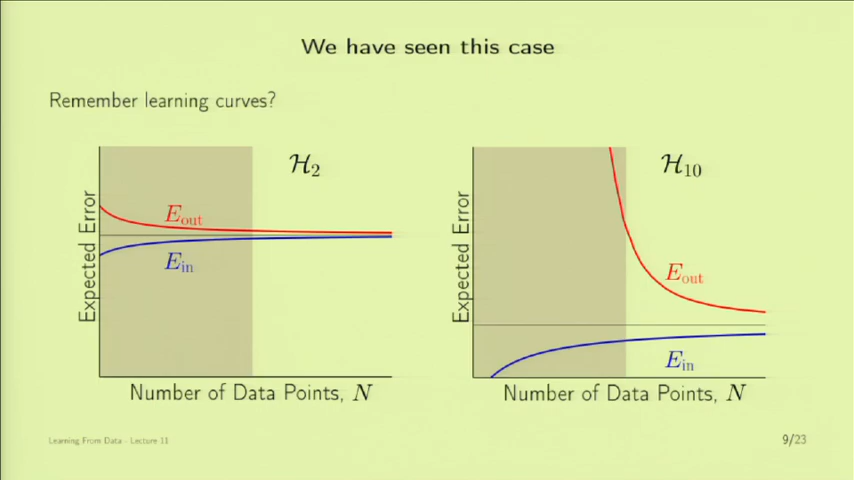 We have seen this case
Remember learning curves?
H2
Eout
Ein
Expected Error
Number of Data Points, N
H10
Eout
Ein
Expected Error
Number of Data Points, N
Learning From Data - Lecture 11
9/23